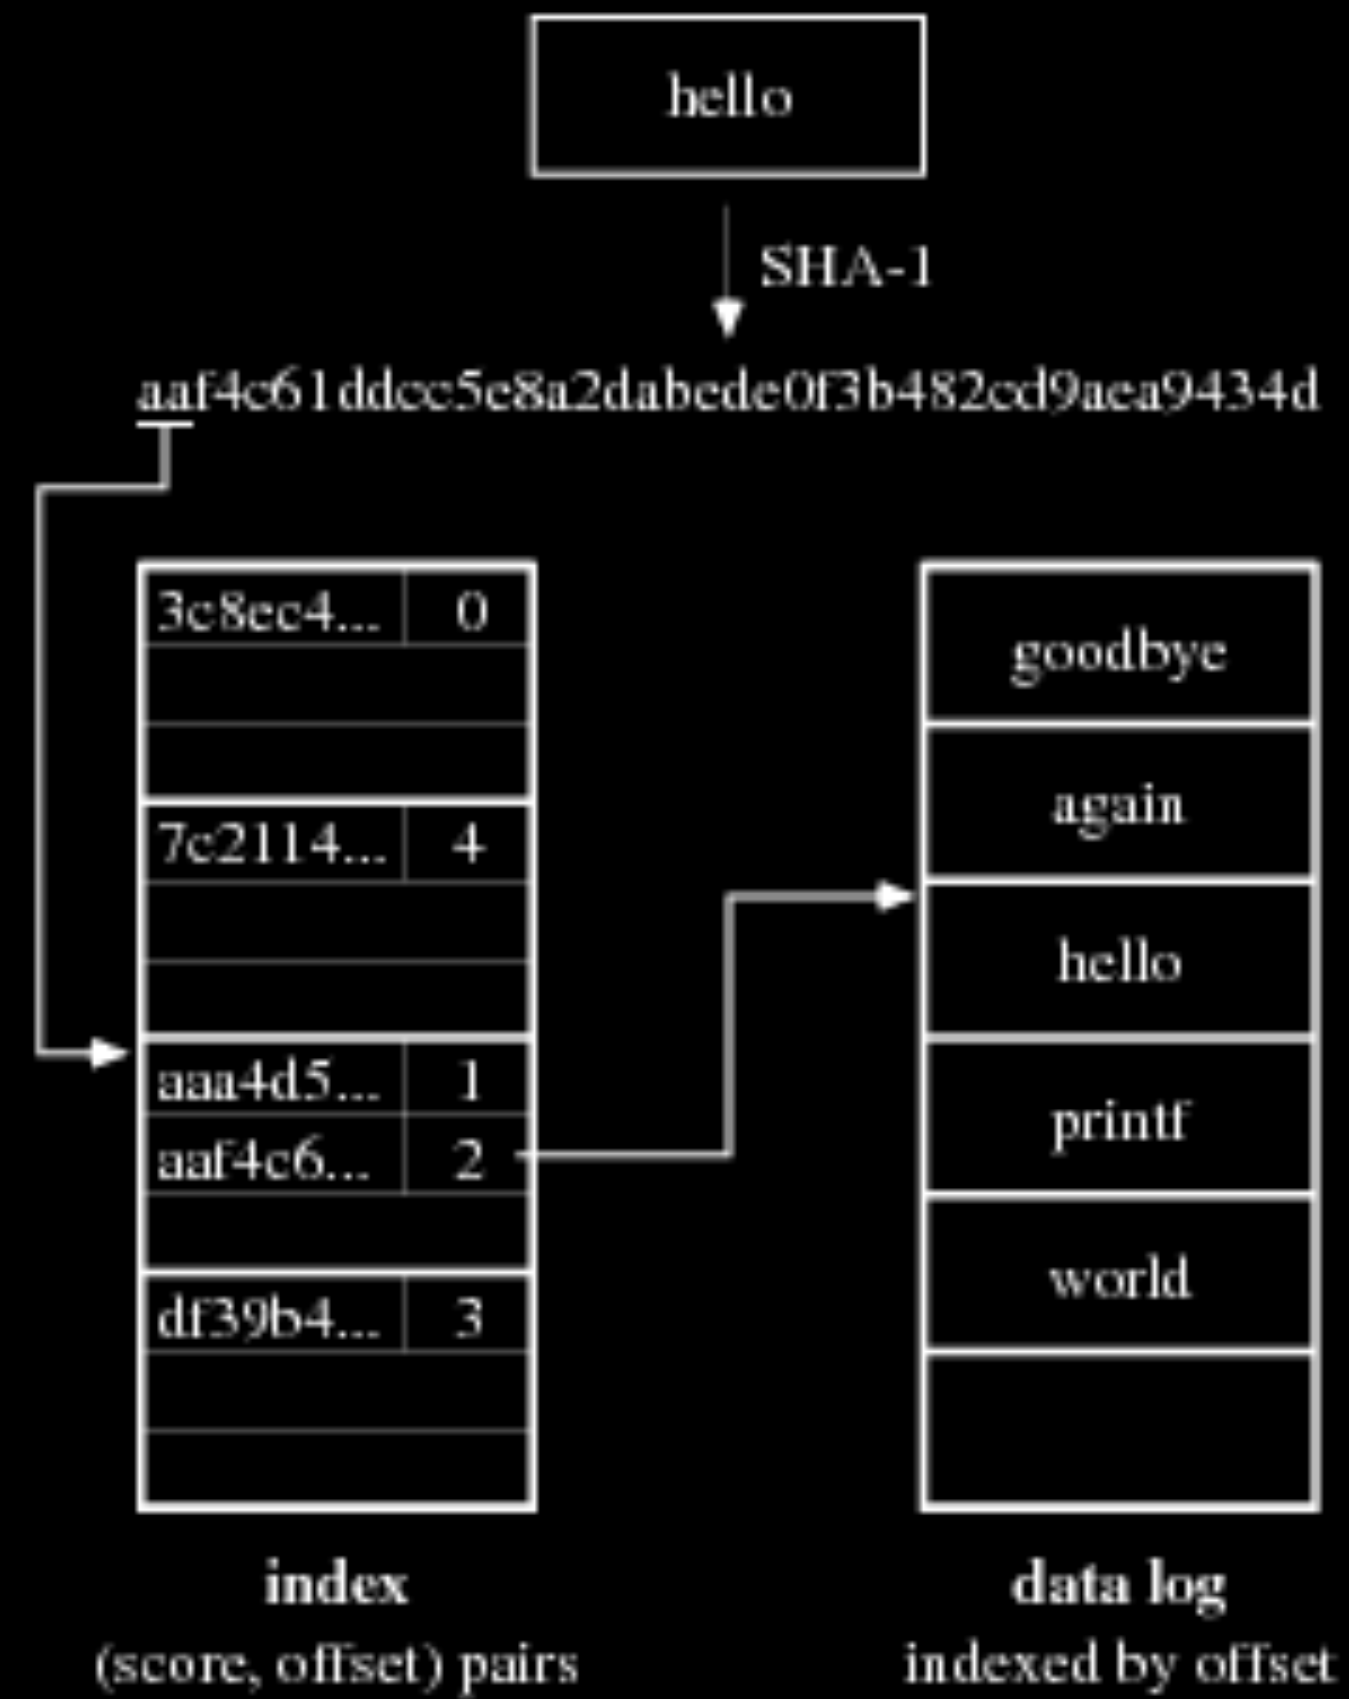 hello
SHA-1
aaf4c61ddcc5e8a2dabede0f3b482cd9aea9434d
3c8ec4... 0
7c2114... 4
aaa4d5... 1
aaf4c6... 2
df39b4... 3
index
(score, offset) pairs
goodbye
again
hello
printf
world
data log
indexed by offset